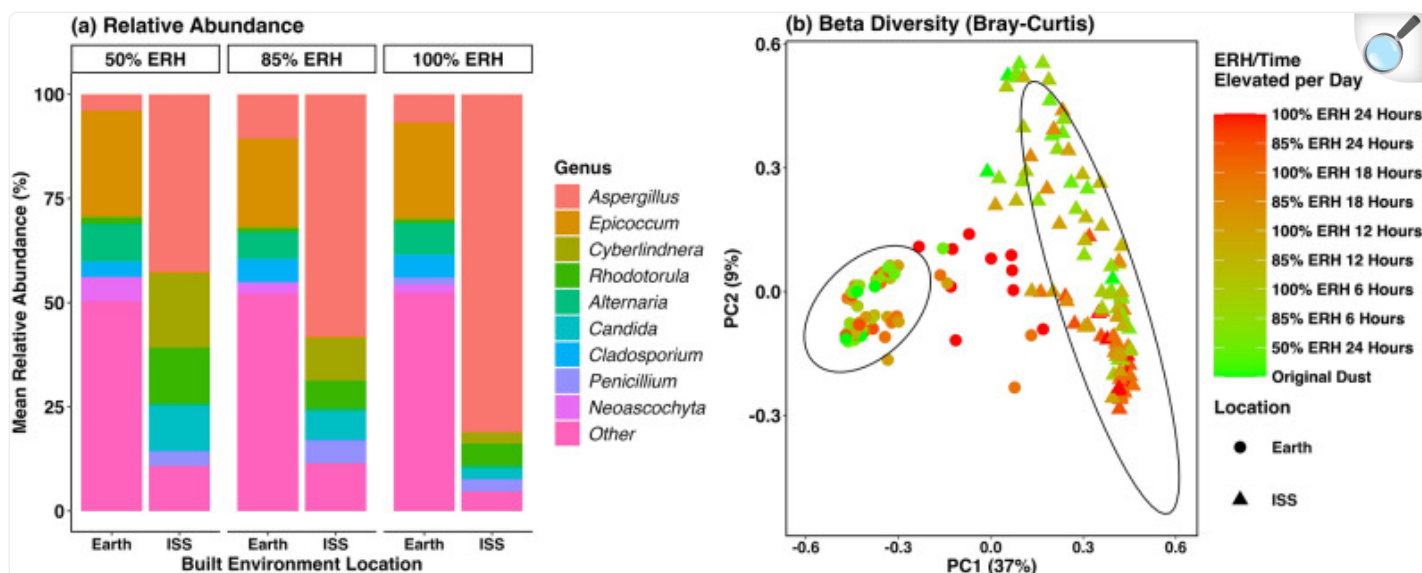 (a) Relative Abundance
50% ERH 85% ERH 100% ERH
100
75
50
25
0
Mean Relative Abundance (%)
Earth ISS Earth ISS Earth ISS
Built Environment Location
Genus
Aspergillus
Epicoccum
Cyberlindnera
Rhodotorula
Alternaria
Candida
Cladosporium
Penicillium
Neoascochyta
Other
(b) Beta Diversity (Bray-Curtis)
0.6
0.3
0.0
-0.3
PC2 (9%)
-0.6 -0.3 0.0 0.3 0.6
PC1 (37%)
ERH/Time
Elevated per Day
100% ERH 24 Hours
85% ERH 24 Hours
100% ERH 18 Hours
85% ERH 18 Hours
100% ERH 12 Hours
85% ERH 12 Hours
100% ERH 6 Hours
85% ERH 6 Hours
50% ERH 24 Hours
Original Dust
Location
Earth
ISS